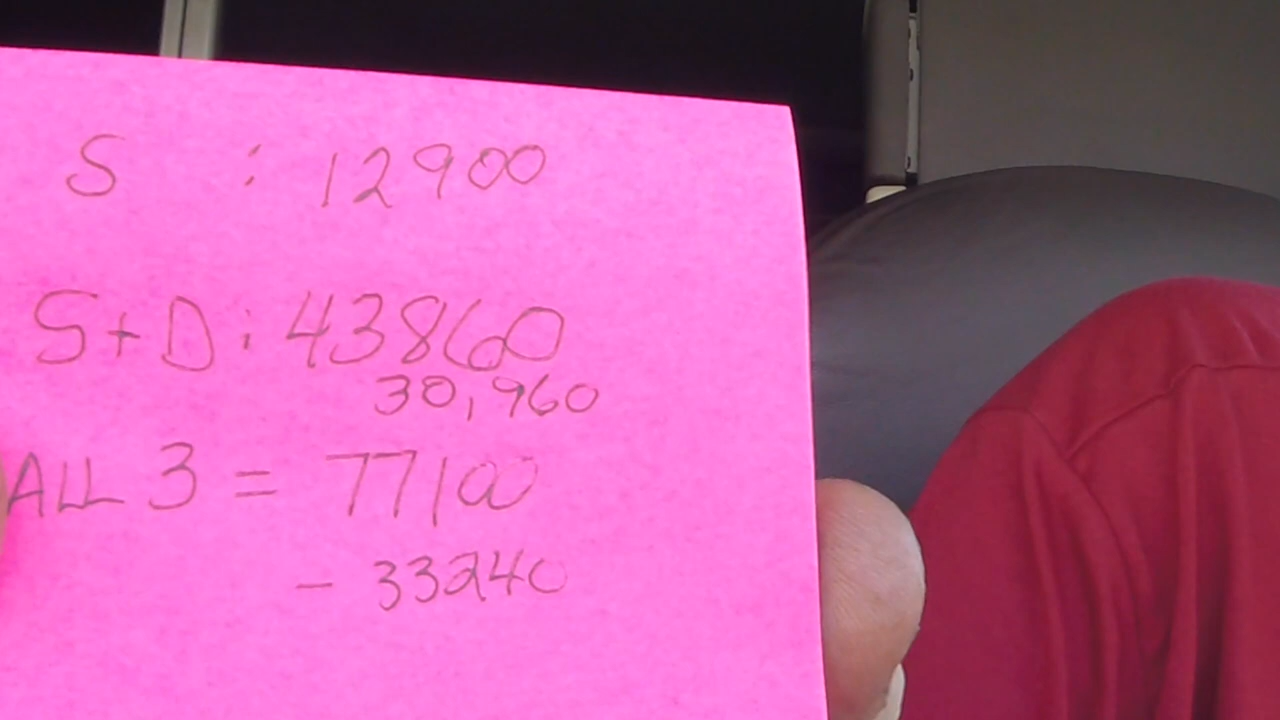 S : 12900
S+D: 43860
30,960
ALL 3 = 77100
- 33240